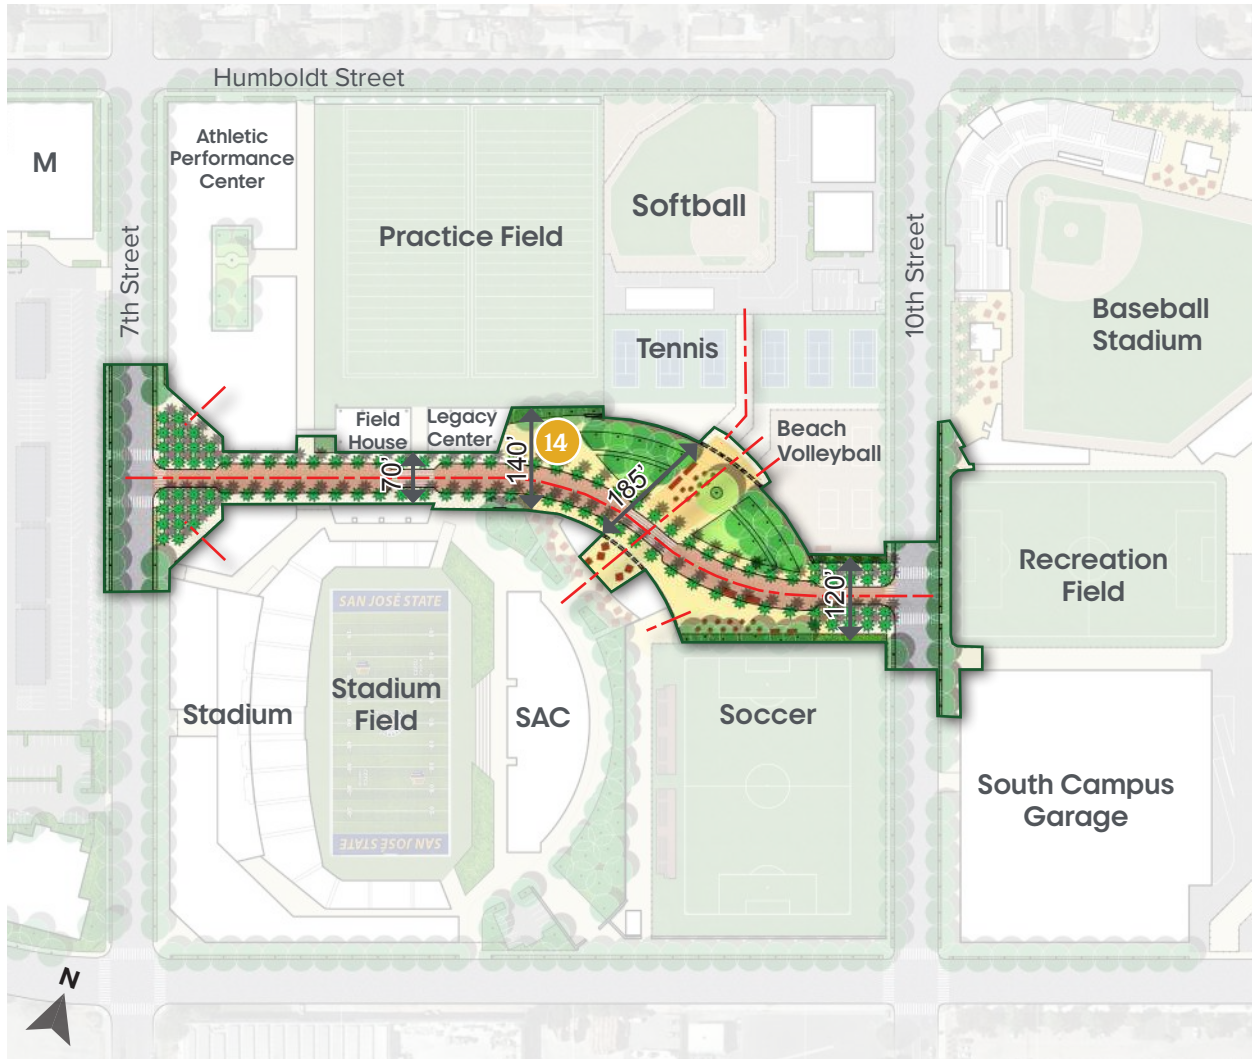 Humboldt Street
M
Athletic
Performance
Center
Practice Field
Softball
7th Street
10th Street
Baseball
Stadium
Tennis
Field
House
Legacy
Center
14
Beach
Volleyball
70'
140'
185'
120'
Recreation
Field
SAN JOSÉ STATE
Stadium
Stadium
Field
SAC
Soccer
South Campus
Garage
SAN JOSÉ STATE
N